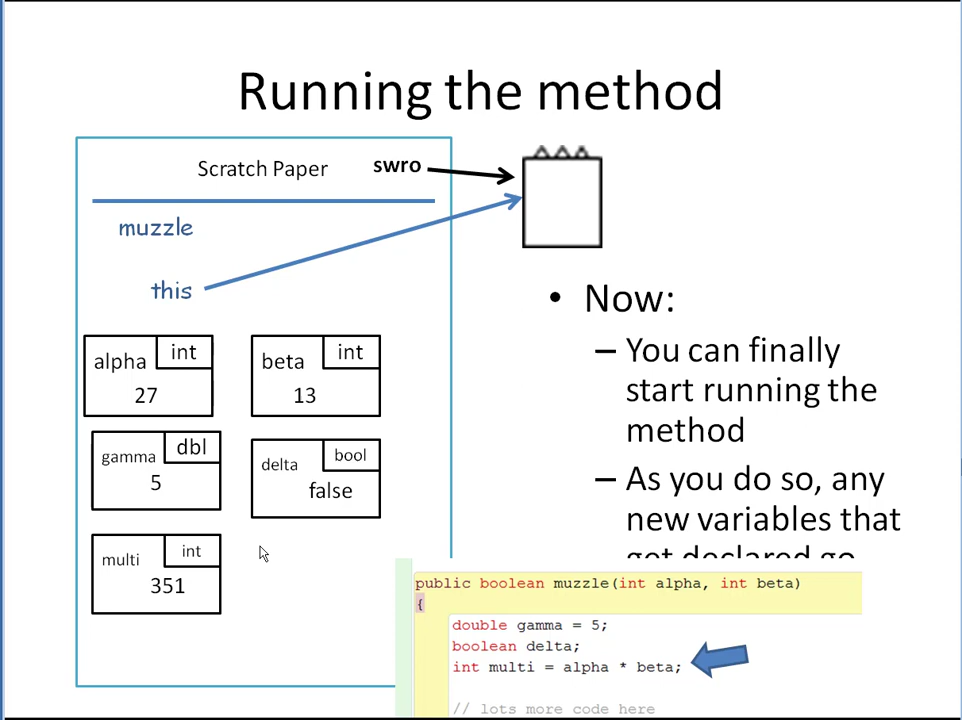 Running the method
Scratch Paper
swro
muzzle
this
alpha int
27
beta int
13
gamma dbl
5
delta bool
false
multi int
351
• Now:
– You can finally
start running the
method
– As you do so, any
new variables that
get declared go
public boolean muzzle(int alpha, int beta)
{
double gamma = 5;
boolean delta;
int multi = alpha * beta;
// lots more code here